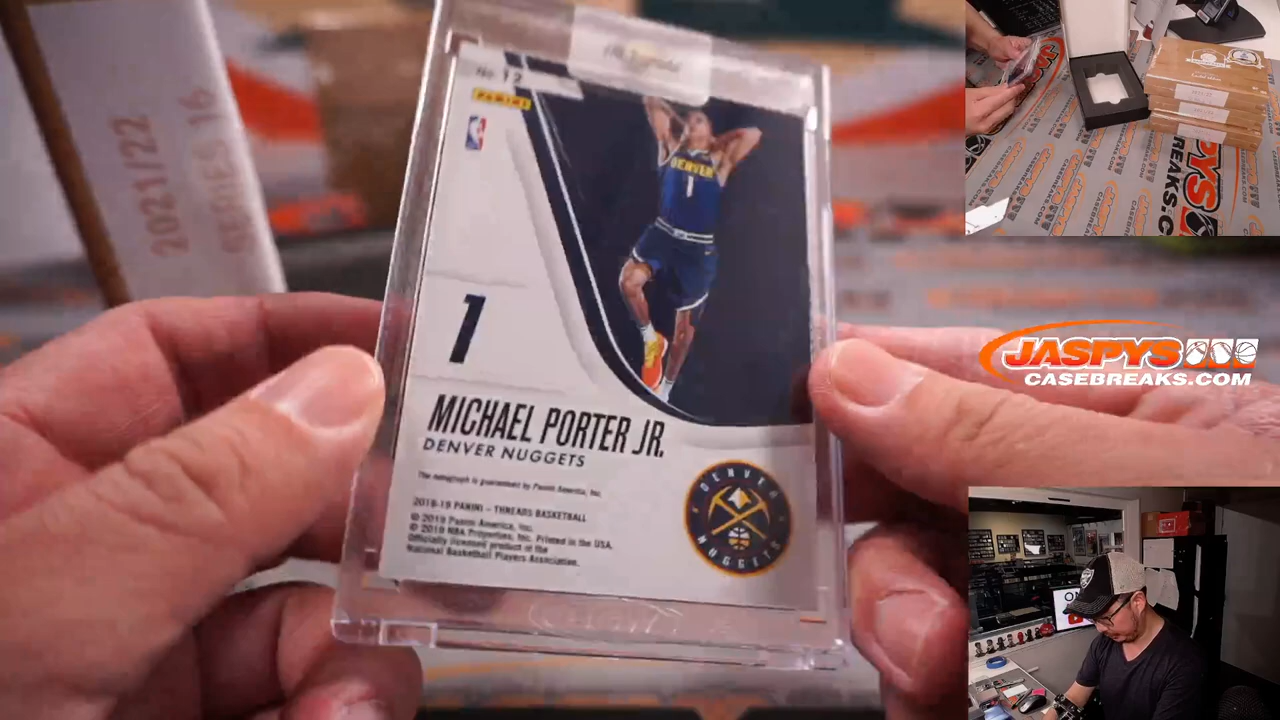 2021/22
SERIES 16
No. 12
PANINI
DENVER
1
1
MICHAEL PORTER JR.
DENVER NUGGETS
The autograph is guaranteed by Panini America, Inc.
2018-19 PANINI – THREADS BASKETBALL
© 2019 Panini America, Inc.
© 2019 NBA Properties, Inc. Printed in the USA.
Officially licensed product of the
National Basketball Players Association.
DENVER
NUGGETS
JASPYS
CASEBREAKS.COM
JASPYS
BREAKS.C